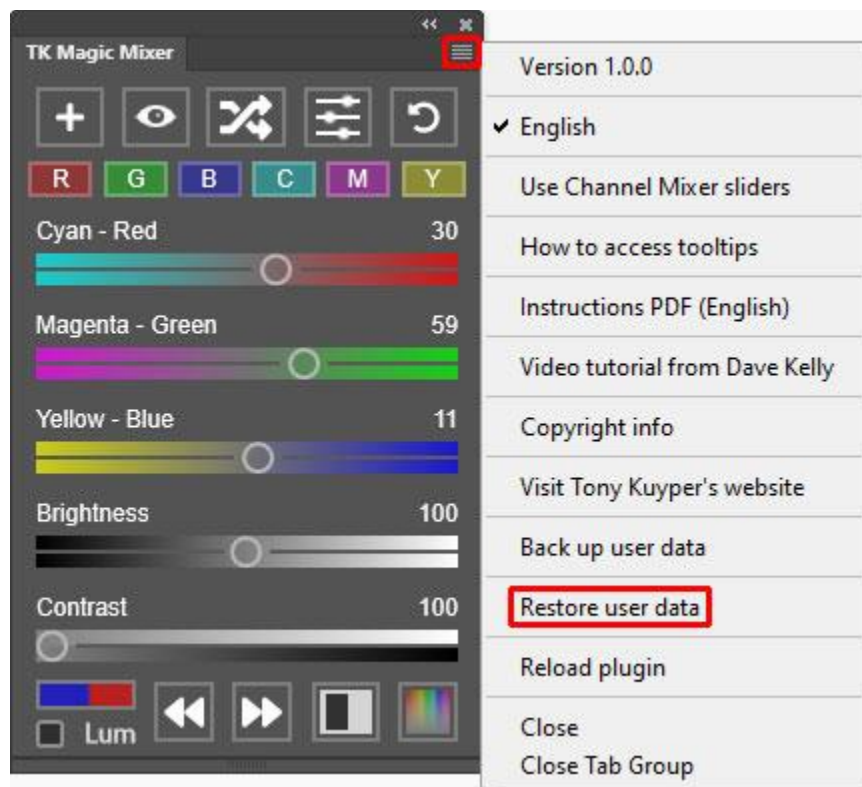 TK Magic Mixer
R G B C M Y
Cyan - Red 30
Magenta - Green 59
Yellow - Blue 11
Brightness 100
Contrast 100
Lum
Version 1.0.0
English
Use Channel Mixer sliders
How to access tooltips
Instructions PDF (English)
Video tutorial from Dave Kelly
Copyright info
Visit Tony Kuyper's website
Back up user data
Restore user data
Reload plugin
Close
Close Tab Group